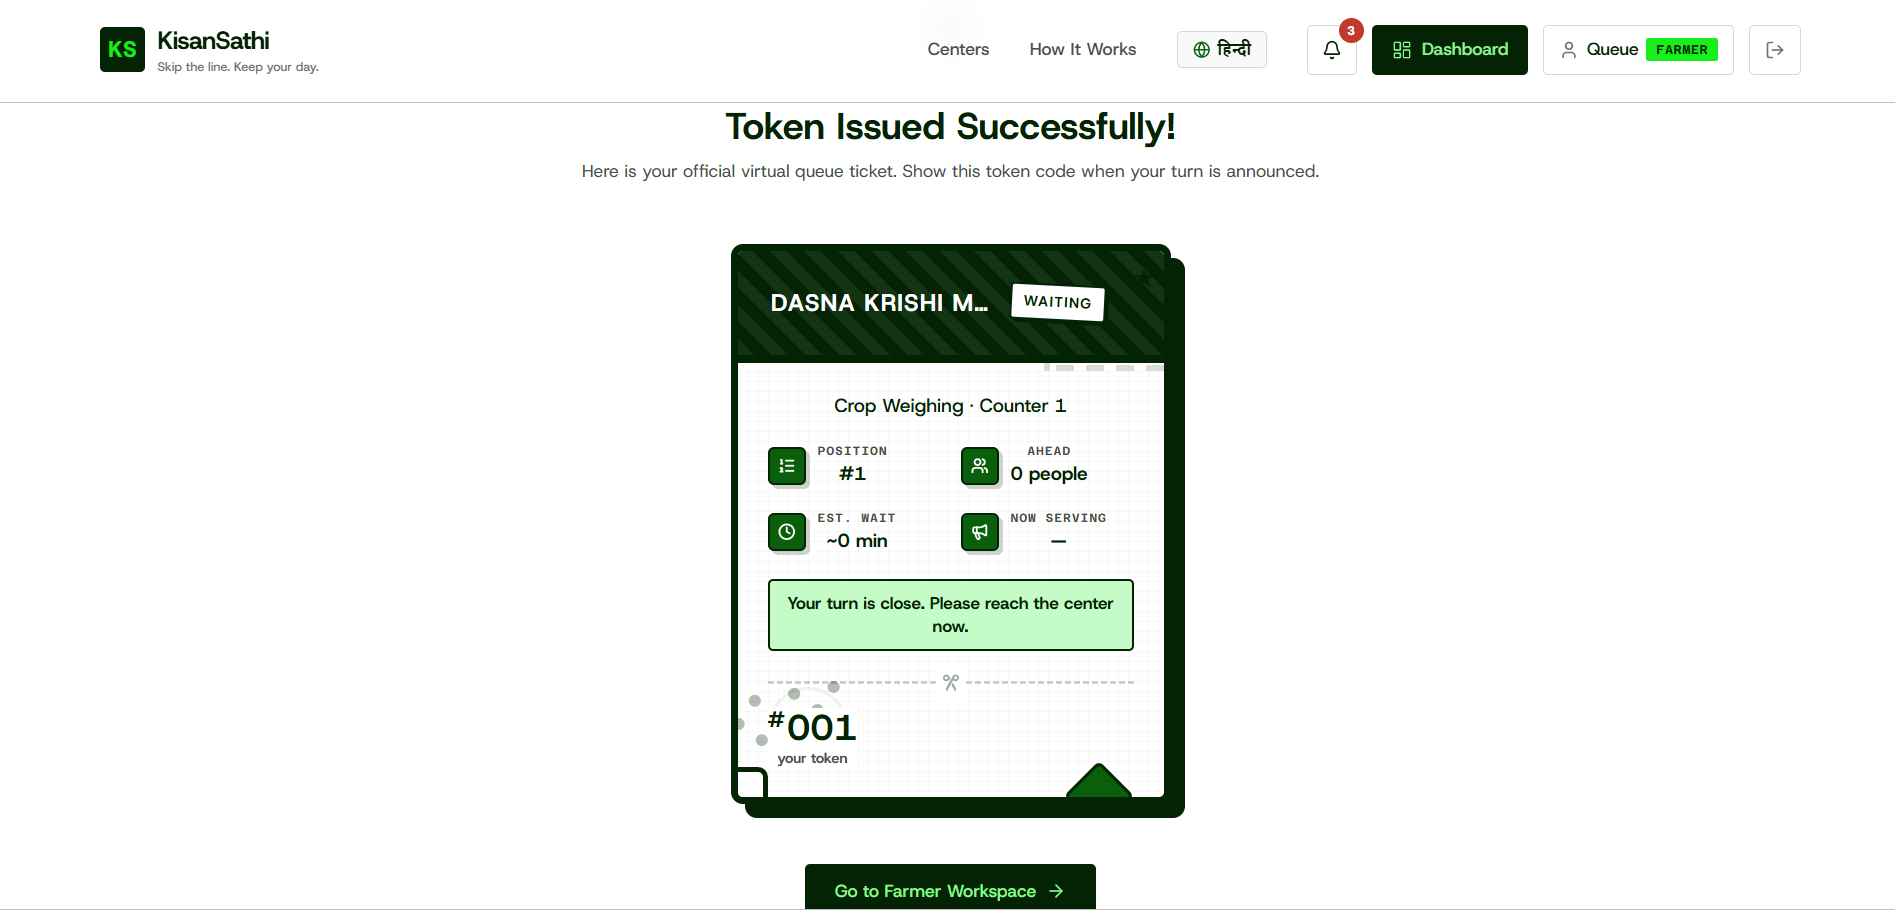 KS
KisanSathi
Skip the line. Keep your day.
Centers
How It Works
हिन्दी
3
Dashboard
Queue
FARMER
Token Issued Successfully!
Here is your official virtual queue ticket. Show this token code when your turn is announced.
DASNA KRISHI M...
WAITING
Crop Weighing · Counter 1
POSITION
#1
AHEAD
0 people
EST. WAIT
~0 min
NOW SERVING
—
Your turn is close. Please reach the center
now.
#001
your token
Go to Farmer Workspace →